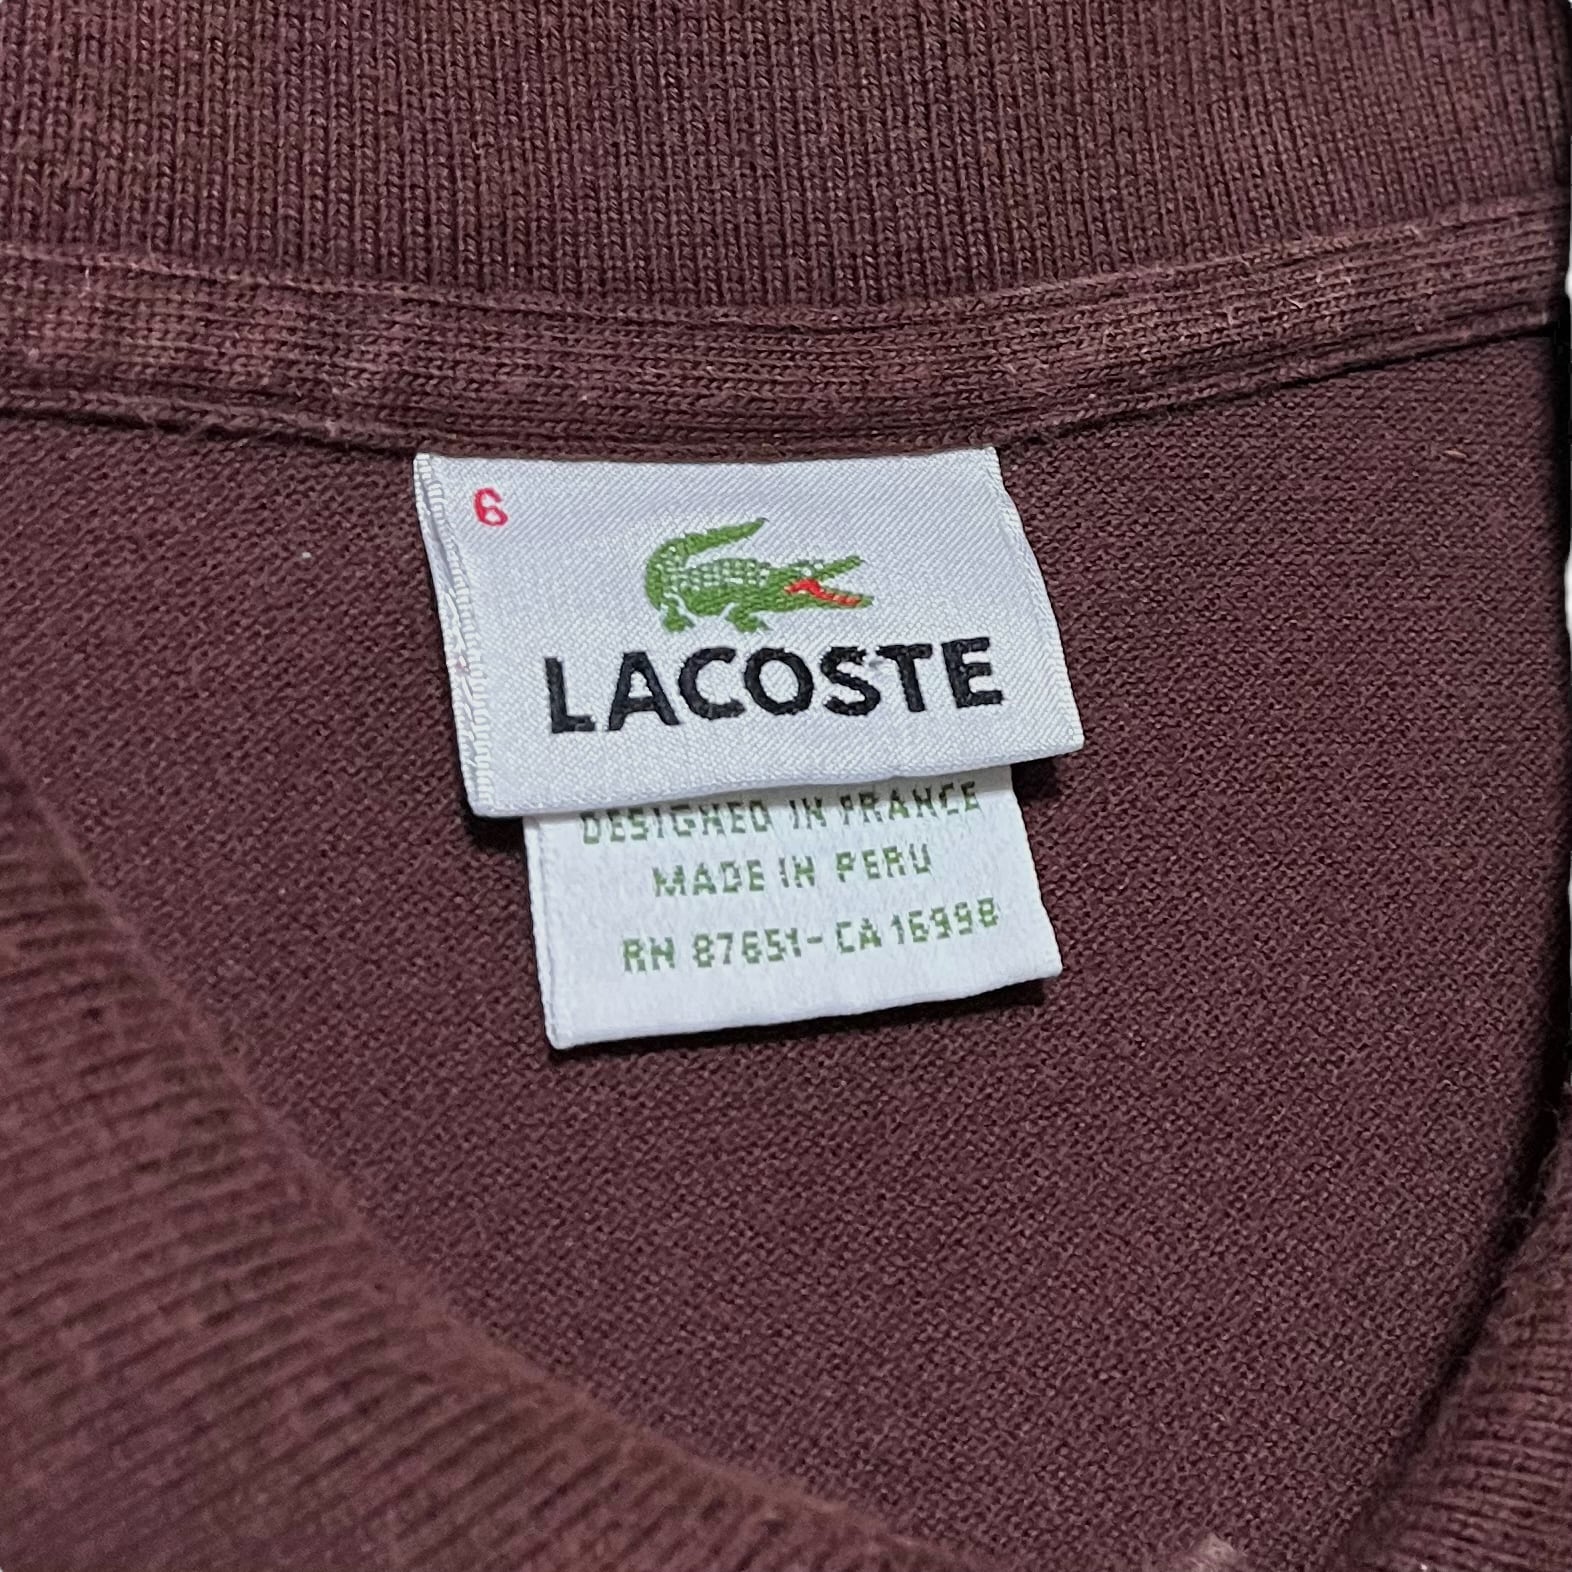 6
LACOSTE
DESIGNED IN FRANCE
MADE IN PERU
RN 87651-CA 16998